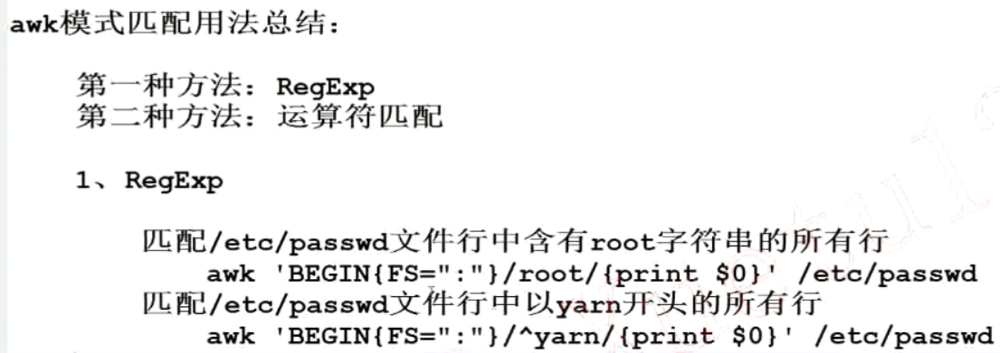 awk模式匹配用法总结：
第一种方法：RegExp
第二种方法：运算符匹配
1、RegExp
匹配/etc/passwd文件行中含有root字符串的所有行
awk 'BEGIN{FS=":"}/root/{print $0}' /etc/passwd
匹配/etc/passwd文件行中以yarn开头的所有行
awk 'BEGIN{FS=":"}/^yarn/{print $0}' /etc/passwd